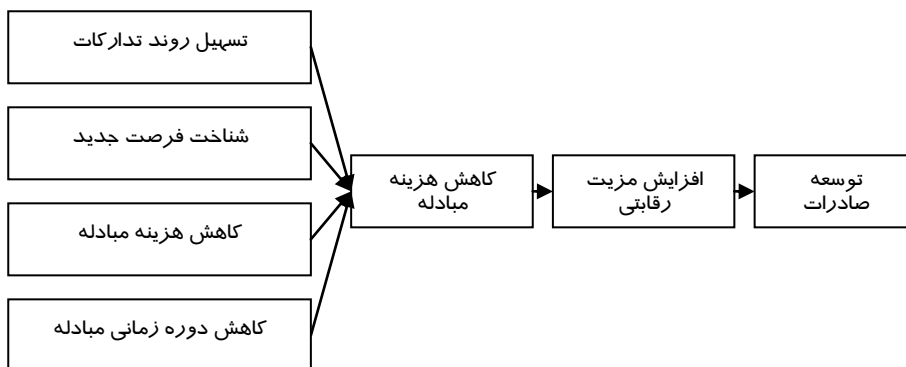 تسهیل روند تدارکات
شناخت فرصت جدید
کاهش هزینه مبادله
کاهش دوره زمانی مبادله
کاهش هزینه
مبادله
افزایش مزیت
رقابتی
توسعه
صادرات